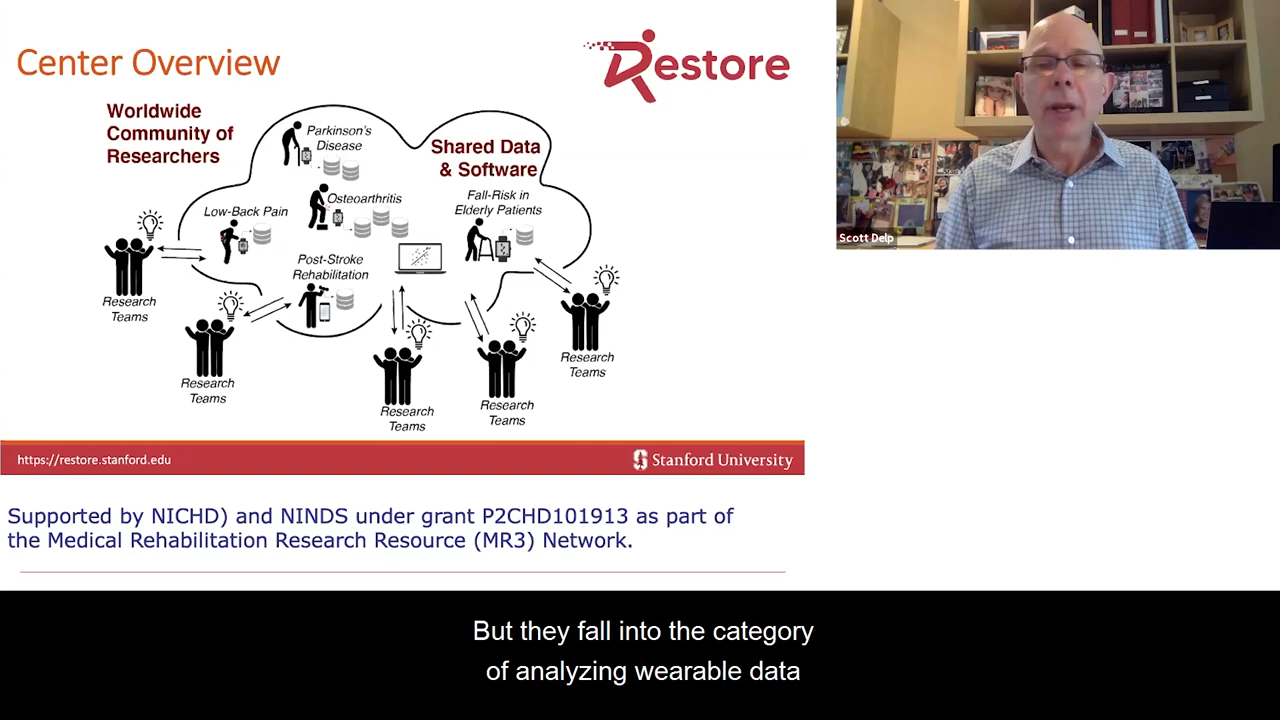 Center Overview
Restore
Worldwide
Community of
Researchers
Parkinson's
Disease
Shared Data
& Software
Osteoarthritis
Fall-Risk in
Elderly Patients
Low-Back Pain
Post-Stroke
Rehabilitation
Research
Teams
Research
Teams
Research
Teams
Research
Teams
Research
Teams
https://restore.stanford.edu
Stanford University
Scott Delp
Supported by NICHD) and NINDS under grant P2CHD101913 as part of
the Medical Rehabilitation Research Resource (MR3) Network.
But they fall into the category
of analyzing wearable data